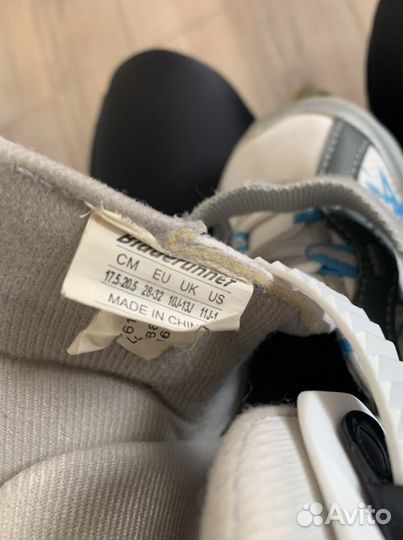 Bladerunner
CM EU UK US
17.5-20.5 28-32 10J-13J 11J-1
MADE IN CHINA
Avito